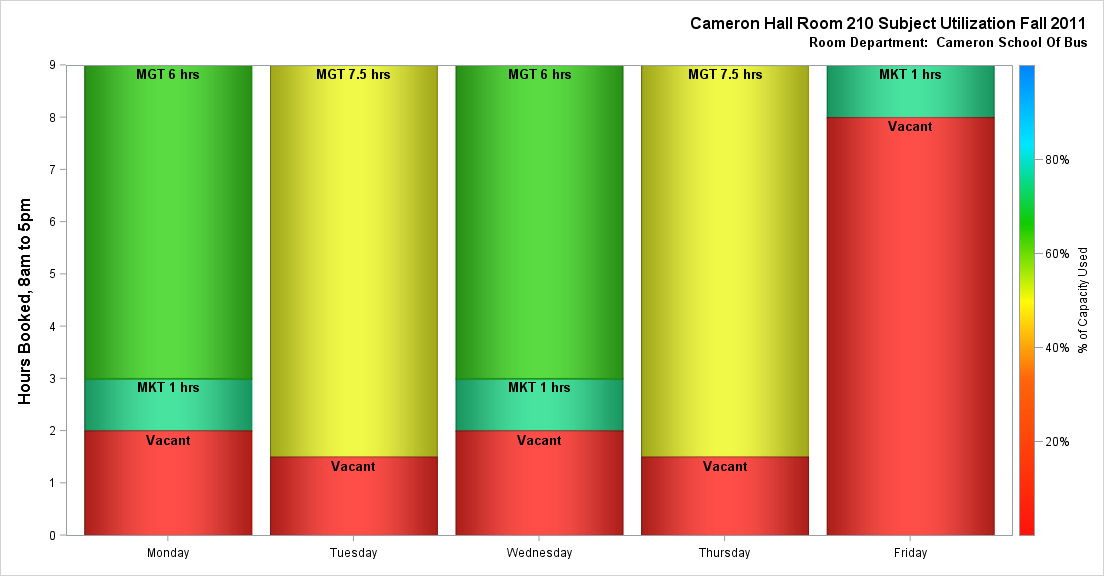 Cameron Hall Room 210 Subject Utilization Fall 2011
Room Department:  Cameron School Of Bus
Hours Booked, 8am to 5pm
9
8
7
6
5
4
3
2
1
0
MGT 6 hrs
MKT 1 hrs
Vacant
MGT 7.5 hrs
Vacant
MGT 6 hrs
MKT 1 hrs
Vacant
MGT 7.5 hrs
Vacant
MKT 1 hrs
Vacant
Monday
Tuesday
Wednesday
Thursday
Friday
80%
60%
40%
20%
% of Capacity Used